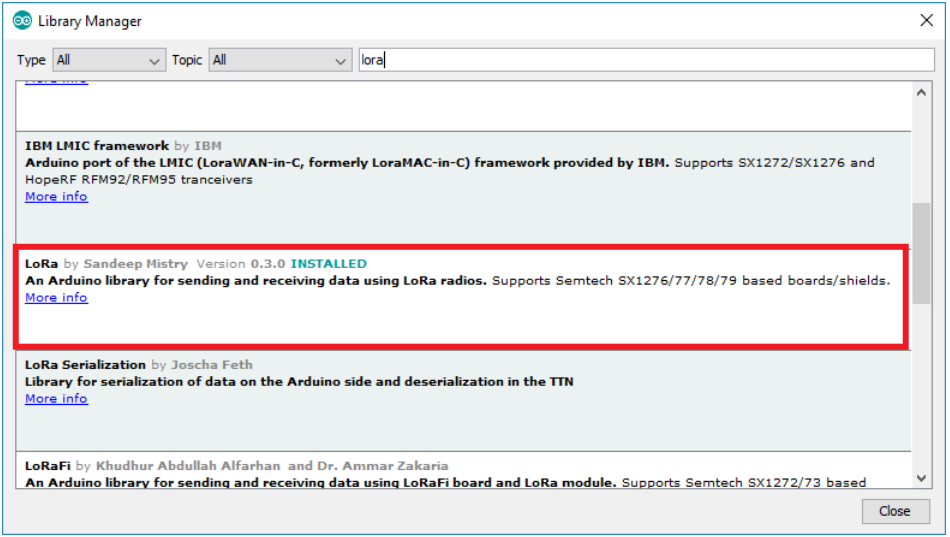 Library Manager
Type All Topic All lora
More info
IBM LMIC framework by IBM
Arduino port of the LMIC (LoraWAN-in-C, formerly LoraMAC-in-C) framework provided by IBM. Supports SX1272/SX1276 and
HopeRF RFM92/RFM95 tranceivers
More info
LoRa by Sandeep Mistry Version 0.3.0 INSTALLED
An Arduino library for sending and receiving data using LoRa radios. Supports Semtech SX1276/77/78/79 based boards/shields.
More info
LoRa Serialization by Joscha Feth
Library for serialization of data on the Arduino side and deserialization in the TTN
More info
LoRaFi by Khudhur Abdullah Alfarhan and Dr. Ammar Zakaria
An Arduino library for sending and receiving data using LoRaFi board and LoRa module. Supports Semtech SX1272/73 based
Close